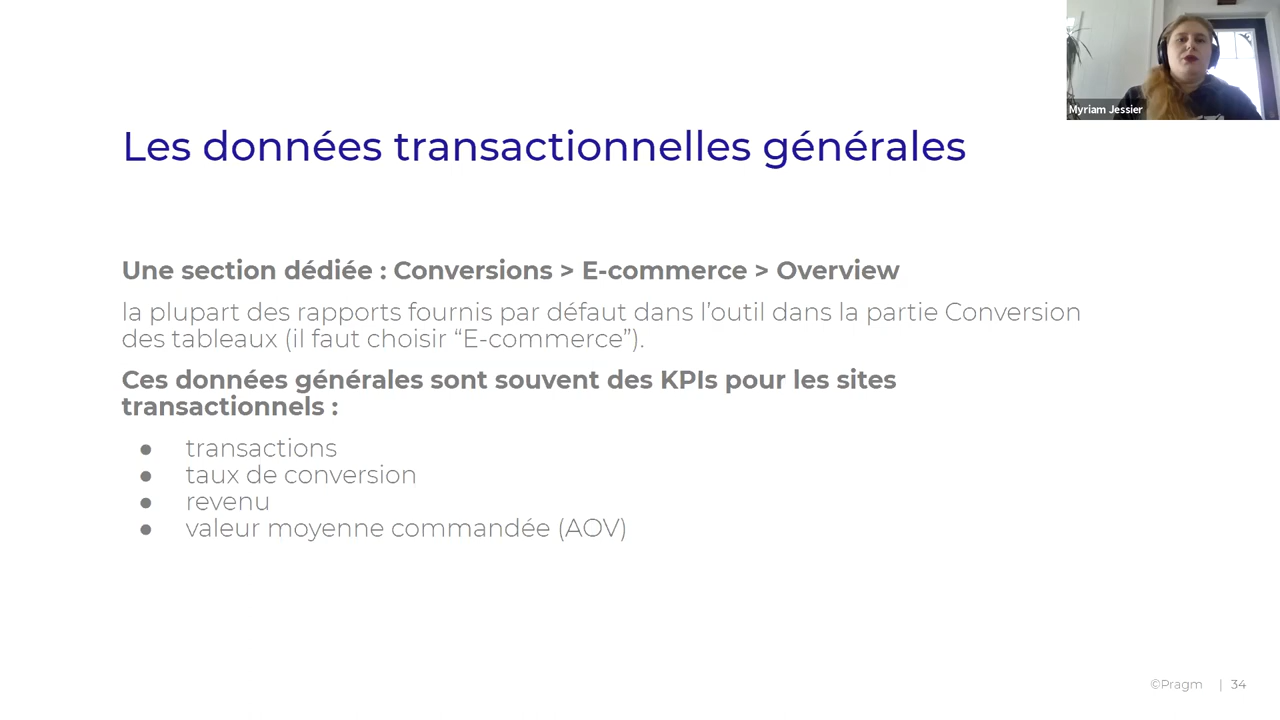 Myriam Jessier
Les données transactionnelles générales
Une section dédiée : Conversions > E-commerce > Overview
la plupart des rapports fournis par défaut dans l’outil dans la partie Conversion
des tableaux (il faut choisir “E-commerce”).
Ces données générales sont souvent des KPIs pour les sites
transactionnels :
● transactions
● taux de conversion
● revenu
● valeur moyenne commandée (AOV)
©Pragm | 34